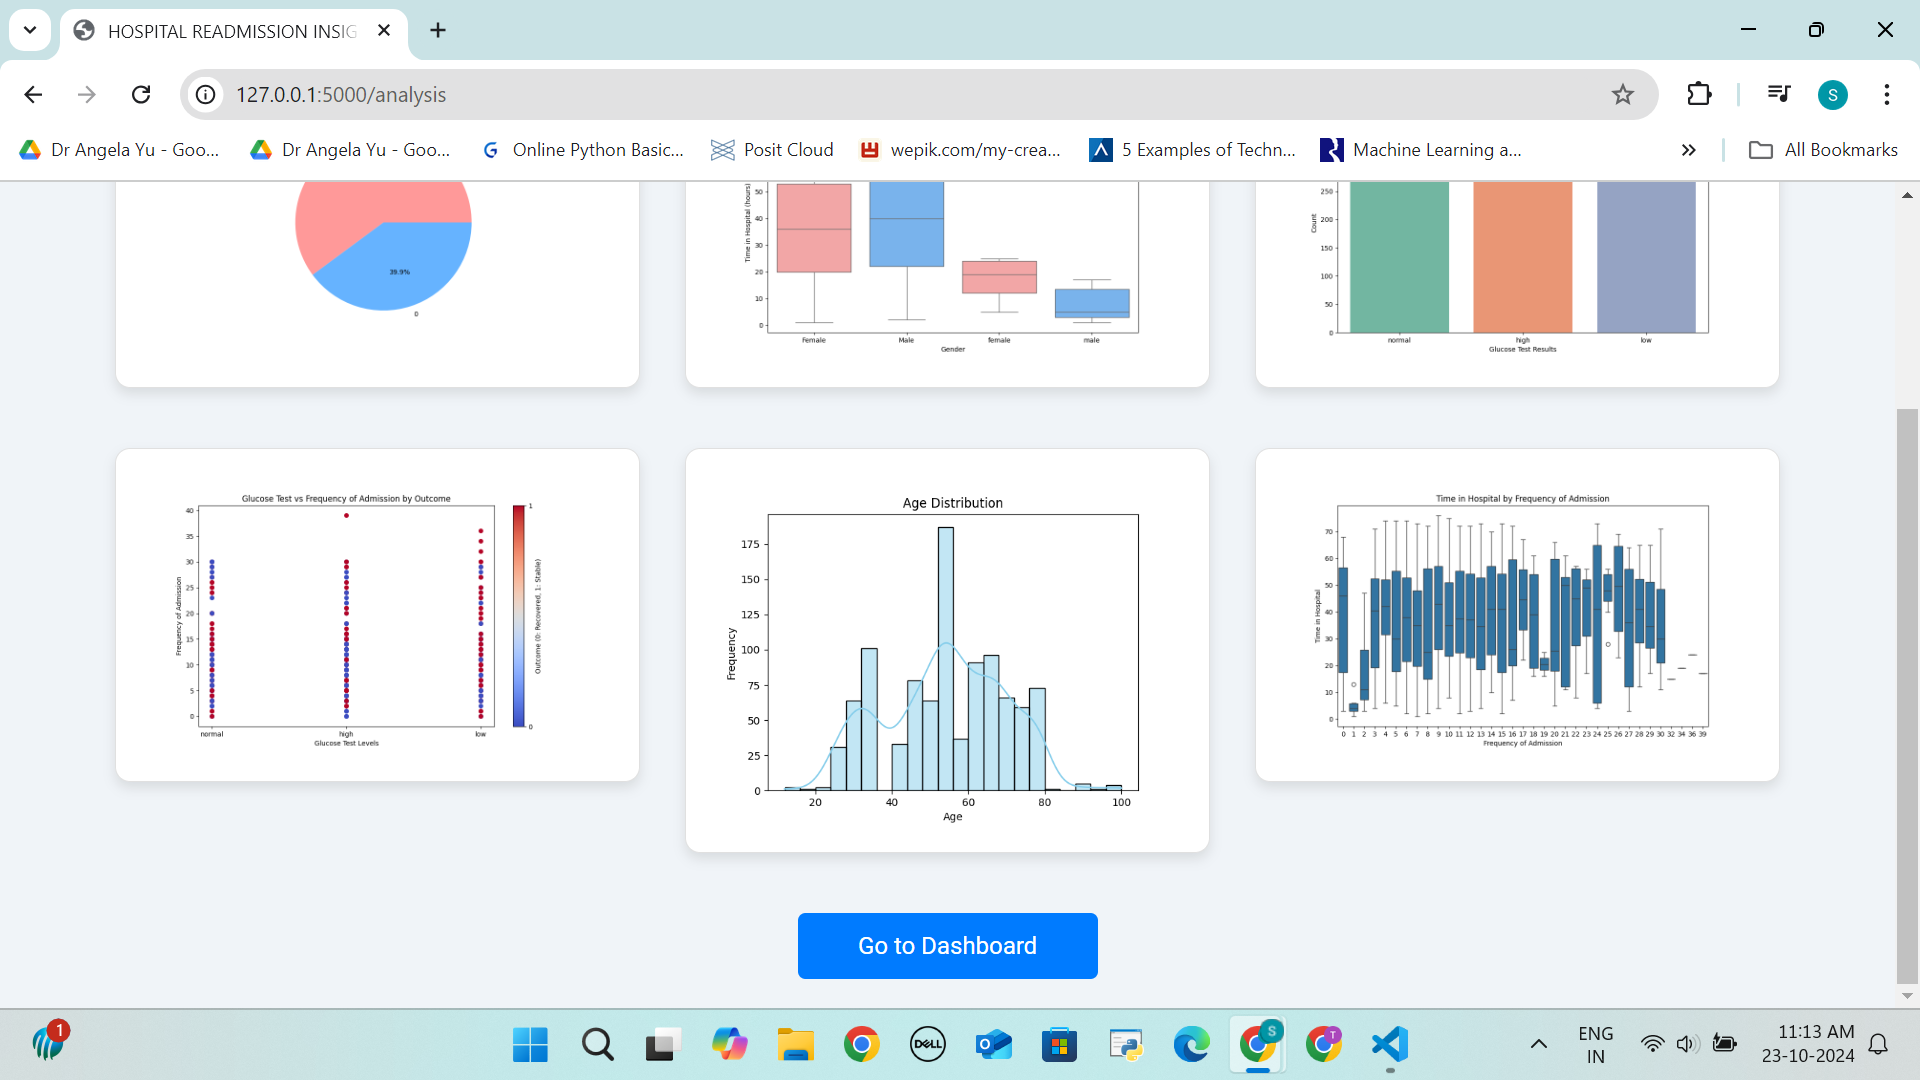 HOSPITAL READMISSION INSIG
127.0.0.1:5000/analysis
Dr Angela Yu - Goo...
Dr Angela Yu - Goo...
Online Python Basic...
Posit Cloud
wepik.com/my-crea...
5 Examples of Techn...
Machine Learning a...
All Bookmarks
39.9%
0
Time in Hospital (hours)
50
40
30
20
10
0
Female Male female male
Gender
Count
250
200
150
100
50
0
normal high low
Glucose Test Results
Glucose Test vs Frequency of Admission by Outcome
Frequency of Admission
40
35
30
25
20
15
10
5
0
normal high low
Glucose Test Levels
1
0
Outcome (0: Recovered, 1: Stable)
Age Distribution
Frequency
175
150
125
100
75
50
25
0
20 40 60 80 100
Age
Time in Hospital by Frequency of Admission
Time in Hospital
70
60
50
40
30
20
10
0
0 1 2 3 4 5 6 7 8 9 10 11 12 13 14 15 16 17 18 19 20 21 22 23 24 25 26 27 28 29 30 32 34 36 39
Frequency of Admission
Go to Dashboard
1
DELL
S
T
ENG
IN
11:13 AM
23-10-2024